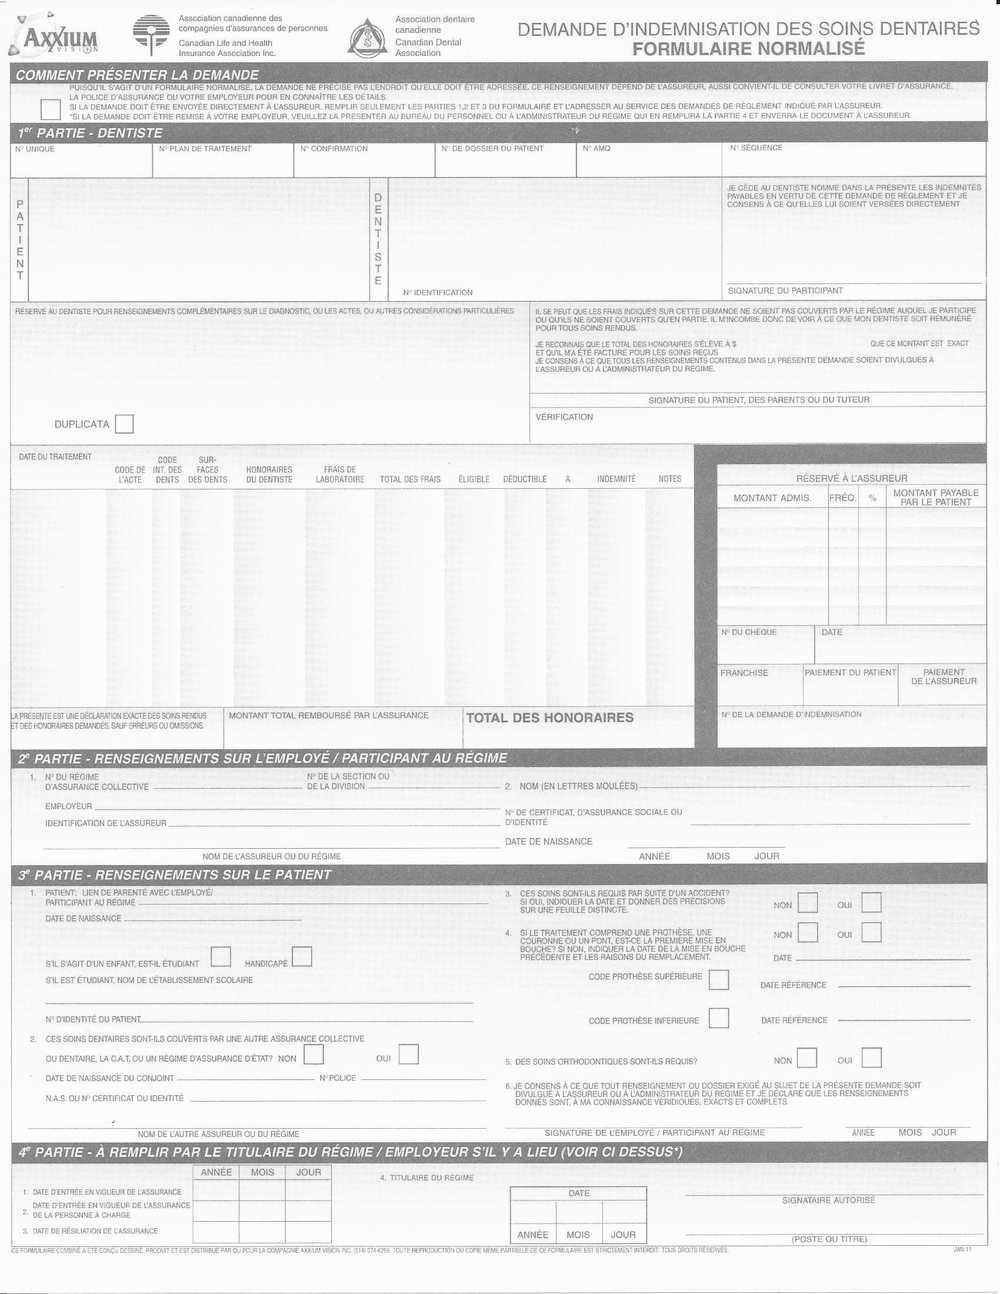 AXXIUM
VISION
Association canadienne des
compagnies d'assurances de personnes
Canadian Life and Health
Insurance Association Inc.
Association dentaire
canadienne
Canadian Dental
Association
DEMANDE D'INDEMNISATION DES SOINS DENTAIRES
FORMULAIRE NORMALISÉ
COMMENT PRÉSENTER LA DEMANDE
PUISQU'IL S'AGIT D'UN FORMULAIRE NORMALISÉ, LA DEMANDE NE PRÉCISE PAS L'ENDROIT QU'ELLE DOIT ÊTRE ADRESSÉE. CE RENSEIGNEMENT DÉPEND DE L'ASSUREUR, AUSSI CONVIENT-IL DE CONSULTER VOTRE LIVRET D'ASSURANCE,
LA POLICE D'ASSURANCE OU VOTRE EMPLOYEUR POUR EN CONNAÎTRE LES DÉTAILS.
SI LA DEMANDE DOIT ÊTRE ENVOYÉE DIRECTEMENT À L'ASSUREUR. REMPLIR SEULEMENT LES PARTIES 1,2 ET 3 DU FORMULAIRE ET L'ADRESSER AU SERVICE DES DEMANDES DE RÈGLEMENT INDIQUÉ PAR L'ASSUREUR.
*SI LA DEMANDE DOIT ÊTRE REMISE À VOTRE EMPLOYEUR, VEUILLEZ LA PRÉSENTER AU BUREAU DU PERSONNEL OU À L'ADMINISTRATEUR DU RÉGIME QUI EN REMPLIRA LA PARTIE 4 ET ENVERRA LE DOCUMENT À L'ASSUREUR.
1er PARTIE - DENTISTE
N° UNIQUE
N° PLAN DE TRAITEMENT
N° CONFIRMATION
N° DE DOSSIER DU PATIENT
N° AMQ
N° SÉQUENCE
PATIENT
DENTISTE
N° IDENTIFICATION
JE CÈDE AU DENTISTE NOMMÉ DANS LA PRÉSENTE LES INDEMNITÉS
PAYABLES EN VERTU DE CETTE DEMANDE DE RÈGLEMENT ET JE
CONSENS À CE QU'ELLES LUI SOIENT VERSÉES DIRECTEMENT
SIGNATURE DU PARTICIPANT
RÉSERVÉ AU DENTISTE POUR RENSEIGNEMENTS COMPLÉMENTAIRES SUR LE DIAGNOSTIC, OU LES ACTES, OU AUTRES CONSIDÉRATIONS PARTICULIÈRES
DUPLICATA
IL SE PEUT QUE LES FRAIS INDIQUÉS SUR CETTE DEMANDE NE SOIENT PAS COUVERTS PAR LE RÉGIME AUQUEL JE PARTICIPE
OU QU'ILS NE SOIENT COUVERTS QU'EN PARTIE. IL M'INCOMBE DONC DE VOIR À CE QUE MON DENTISTE SOIT RÉMUNÉRÉ
POUR TOUS SOINS RENDUS.
JE RECONNAIS QUE LE TOTAL DES HONORAIRES S'ÉLÈVE À $ QUE CE MONTANT EST EXACT
ET QU'IL M'A ÉTÉ FACTURÉ POUR LES SOINS REÇUS
JE CONSENS À CE QUE TOUS LES RENSEIGNEMENTS CONTENUS DANS LA PRÉSENTE DEMANDE SOIENT DIVULGUÉS À
L'ASSUREUR OU À L'ADMINISTRATEUR DU RÉGIME.
SIGNATURE DU PATIENT, DES PARENTS OU DU TUTEUR
VÉRIFICATION
DATE DU TRAITEMENT
CODE DE
L'ACTE
CODE
INT. DES
DENTS
SUR-
FACES
DES DENTS
HONORAIRES
DU DENTISTE
FRAIS DE
LABORATOIRE
TOTAL DES FRAIS
ÉLIGIBLE
DÉDUCTIBLE
A
INDEMNITÉ
NOTES
RÉSERVÉ À L'ASSUREUR
MONTANT ADMIS.
FRÉQ.
%
MONTANT PAYABLE
PAR LE PATIENT
N° DU CHÈQUE
DATE
FRANCHISE
PAIEMENT DU PATIENT
PAIEMENT
DE L'ASSUREUR
N° DE LA DEMANDE D'INDEMNISATION
LA PRÉSENTE EST UNE DÉCLARATION EXACTE DES SOINS RENDUS
ET DES HONORAIRES DEMANDÉS, SAUF ERREURS OU OMISSIONS.
MONTANT TOTAL REMBOURSÉ PAR L'ASSURANCE
TOTAL DES HONORAIRES
2e PARTIE - RENSEIGNEMENTS SUR L'EMPLOYÉ / PARTICIPANT AU RÉGIME
1. N° DU RÉGIME
D'ASSURANCE COLLECTIVE
N° DE LA SECTION OU
DE LA DIVISION
EMPLOYEUR
IDENTIFICATION DE L'ASSUREUR
NOM DE L'ASSUREUR OU DU RÉGIME
2. NOM (EN LETTRES MOULÉES)
N° DE CERTIFICAT, D'ASSURANCE SOCIALE OU
D'IDENTITÉ
DATE DE NAISSANCE
ANNÉE MOIS JOUR
3e PARTIE - RENSEIGNEMENTS SUR LE PATIENT
1. PATIENT: LIEN DE PARENTÉ AVEC L'EMPLOYÉ/
PARTICIPANT AU RÉGIME
DATE DE NAISSANCE
S'IL S'AGIT D'UN ENFANT, EST-IL ÉTUDIANT HANDICAPÉ
S'IL EST ÉTUDIANT, NOM DE L'ÉTABLISSEMENT SCOLAIRE
N° D'IDENTITÉ DU PATIENT
2. CES SOINS DENTAIRES SONT-ILS COUVERTS PAR UNE AUTRE ASSURANCE COLLECTIVE
OU DENTAIRE, LA C.A.T. OU UN RÉGIME D'ASSURANCE D'ÉTAT? NON OUI
DATE DE NAISSANCE DU CONJOINT N° POLICE
N.A.S. OU N° CERTIFICAT OU IDENTITÉ
NOM DE L'AUTRE ASSUREUR OU DU RÉGIME
3. CES SOINS SONT-ILS REQUIS PAR SUITE D'UN ACCIDENT?
SI OUI, INDIQUER LA DATE ET DONNER DES PRÉCISIONS
SUR UNE FEUILLE DISTINCTE.
NON OUI
4. SI LE TRAITEMENT COMPREND UNE PROTHÈSE, UNE
COURONNE OU UN PONT, EST-CE LA PREMIÈRE MISE EN
BOUCHE? SI NON, INDIQUER LA DATE DE LA MISE EN BOUCHE
PRÉCÉDENTE ET LES RAISONS DU REMPLACEMENT.
NON OUI
DATE
CODE PROTHÈSE SUPÉRIEURE
DATE RÉFÉRENCE
CODE PROTHÈSE INFÉRIEURE
DATE RÉFÉRENCE
5. DES SOINS ORTHODONTIQUES SONT-ILS REQUIS? NON OUI
6. JE CONSENS À CE QUE TOUT RENSEIGNEMENT OU DOSSIER EXIGÉ AU SUJET DE LA PRÉSENTE DEMANDE SOIT
DIVULGUÉ À L'ASSUREUR OU À L'ADMINISTRATEUR DU RÉGIME ET JE DÉCLARE QUE LES RENSEIGNEMENTS
DONNÉS SONT, À MA CONNAISSANCE VÉRIDIQUES, EXACTS ET COMPLETS
SIGNATURE DE L'EMPLOYÉ / PARTICIPANT AU RÉGIME
ANNÉE MOIS JOUR
4e PARTIE - À REMPLIR PAR LE TITULAIRE DU RÉGIME / EMPLOYEUR S'IL Y A LIEU (VOIR CI DESSUS*)
ANNÉE MOIS JOUR
1. DATE D'ENTRÉE EN VIGUEUR DE L'ASSURANCE
2. DATE D'ENTRÉE EN VIGUEUR DE L'ASSURANCE
DE LA PERSONNE À CHARGE
3. DATE DE RÉSILIATION DE L'ASSURANCE
4. TITULAIRE DU RÉGIME
DATE
ANNÉE MOIS JOUR
SIGNATAIRE AUTORISÉ
(POSTE OU TITRE)
CE FORMULAIRE COMBINÉ A ÉTÉ CONÇU DESSINÉ, PRODUIT ET EST DISTRIBUÉ PAR OU POUR LA COMPAGNIE AXXIUM VISION INC. TOUTE REPRODUCTION OU COPIE MÊME PARTIELLE DE CE FORMULAIRE EST STRICTEMENT INTERDIT. TOUS DROITS RÉSERVÉS.